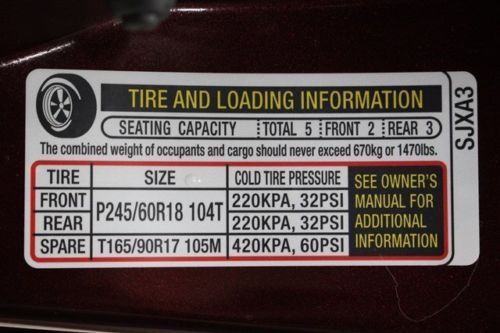 TIRE AND LOADING INFORMATION
SEATING CAPACITY TOTAL 5 FRONT 2 REAR 3
The combined weight of occupants and cargo should never exceed 670kg or 1470lbs.
TIRE SIZE COLD TIRE PRESSURE
FRONT P245/60R18 104T 220KPA, 32PSI
REAR 220KPA, 32PSI
SPARE T165/90R17 105M 420KPA, 60PSI
SEE OWNER'S
MANUAL FOR
ADDITIONAL
INFORMATION
SJXA3